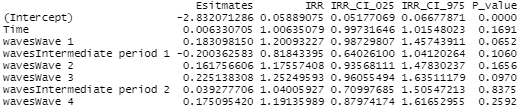 Esitmates IRR IRR_CI_025 IRR_CI_975 P_value
(Intercept) -2.832071286 0.05889075 0.05177069 0.06677871 0.0000
Time 0.006330705 1.00635079 0.99731646 1.01548023 0.1691
wavesWave 1 0.183098150 1.20093227 0.98729807 1.45743911 0.0652
wavesIntermediate period 1 -0.200362583 0.81843395 0.64026100 1.04120264 0.1060
wavesWave 2 0.161756606 1.17557408 0.93568111 1.47830237 0.1656
wavesWave 3 0.225138308 1.25249593 0.96055494 1.63511179 0.0970
wavesIntermediate period 2 0.039277706 1.04005927 0.70997685 1.50547213 0.8375
wavesWave 4 0.175095420 1.19135989 0.87974174 1.61652955 0.2592